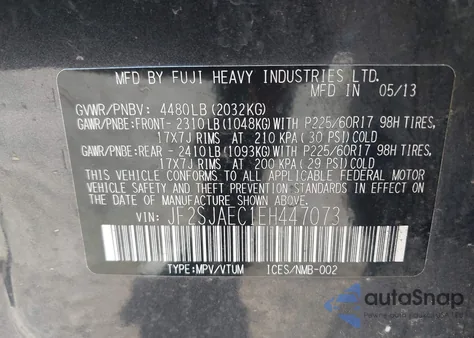 MFD BY FUJI HEAVY INDUSTRIES LTD.
MFD IN 05/13
GVWR/PNBV: 4480LB (2032KG)
GAWR/PNBE:FRONT- 2310LB (1048KG) WITH P225/60R17 98H TIRES,
17X7J RIMS AT 210 KPA (30 PSI) COLD
GAWR/PNBE:REAR - 2410LB (1093KG) WITH P225/60R17 98H TIRES,
17X7J RIMS AT 200 KPA (29 PSI) COLD
THIS VEHICLE CONFORMS TO ALL APPLICABLE FEDERAL MOTOR
VEHICLE SAFETY AND BUMPER STANDARDS IN EFFECT
ON THE DATE OF MANUFACTURE SHOWN ABOVE.
VIN: JF2SJAEC1EH447073
TYPE:MPV/VTUM ICES/NMB-002
autoSnap
www.autosnap.com